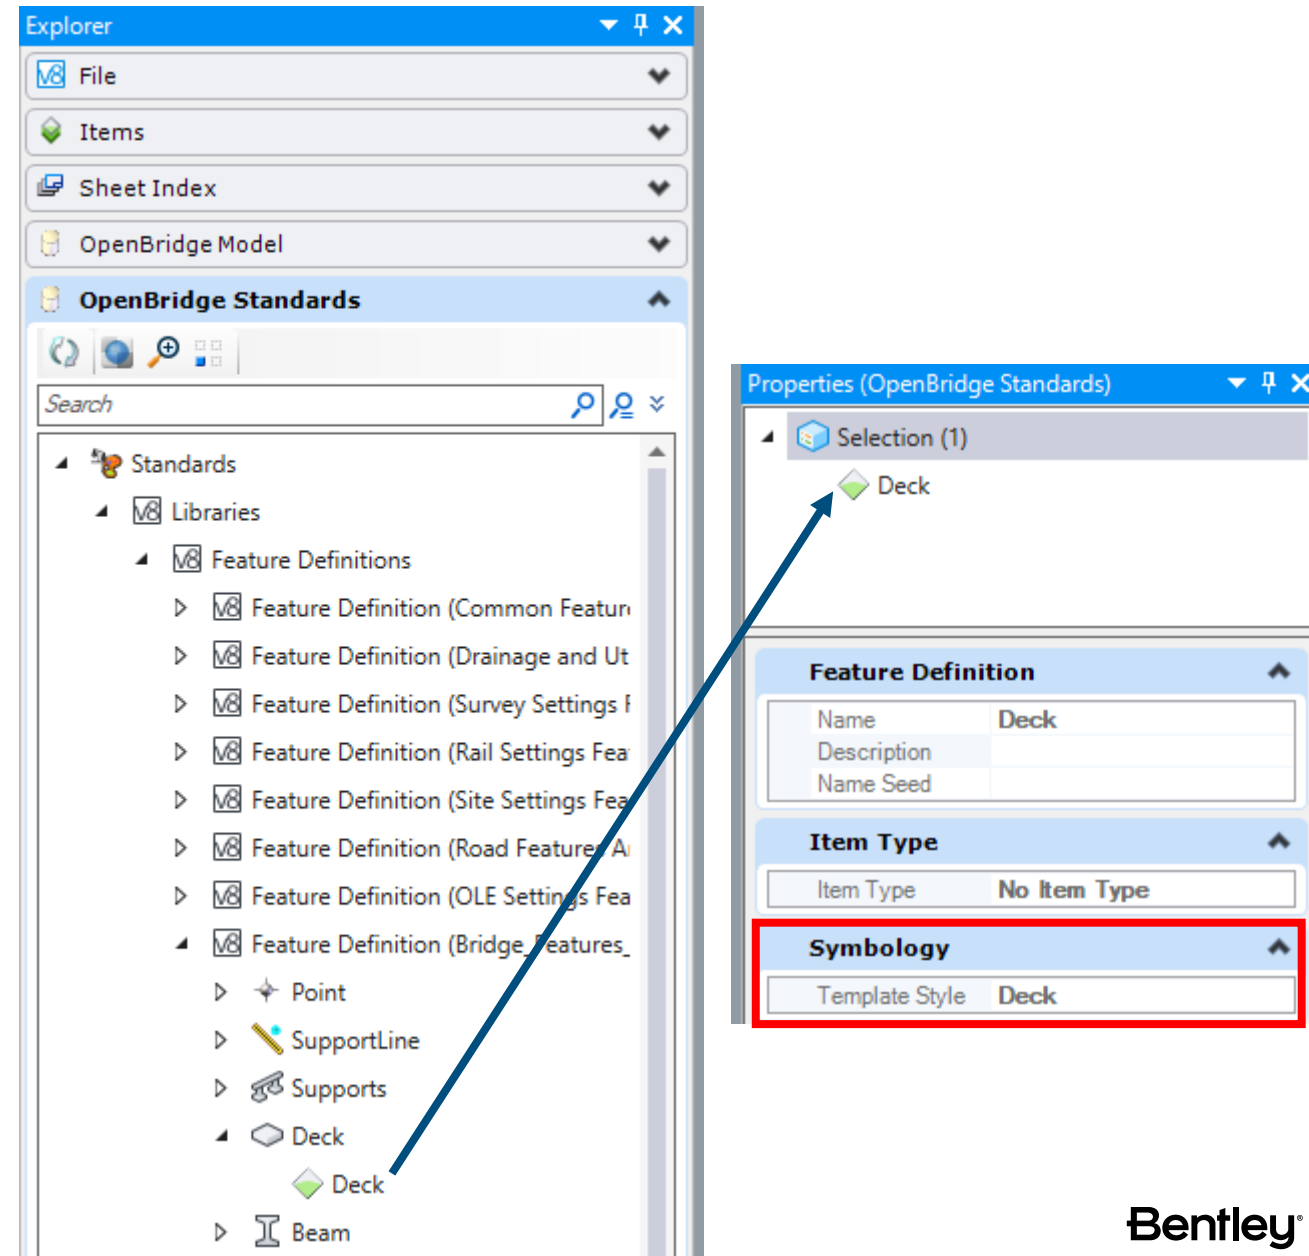 Explorer
File
Items
Sheet Index
OpenBridge Model
OpenBridge Standards
Search
Standards
Libraries
Feature Definitions
Feature Definition (Common Featur
Feature Definition (Drainage and Ut
Feature Definition (Survey Settings F
Feature Definition (Rail Settings Fea
Feature Definition (Site Settings Fea
Feature Definition (Road Features A
Feature Definition (OLE Settings Fea
Feature Definition (Bridge_Features_
Point
SupportLine
Supports
Deck
Deck
Beam
Properties (OpenBridge Standards)
Selection (1)
Deck
Feature Definition
Name Deck
Description
Name Seed
Item Type
Item Type No Item Type
Symbology
Template Style Deck
Bentley